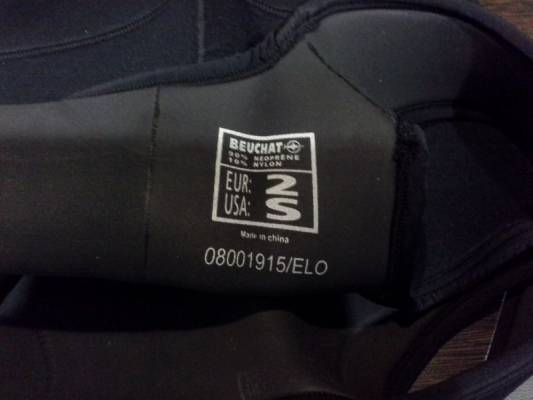 BEUCHAT
90% NEOPRENE
10% NYLON
EUR: 2
USA: S
Made in china
08001915/ELO